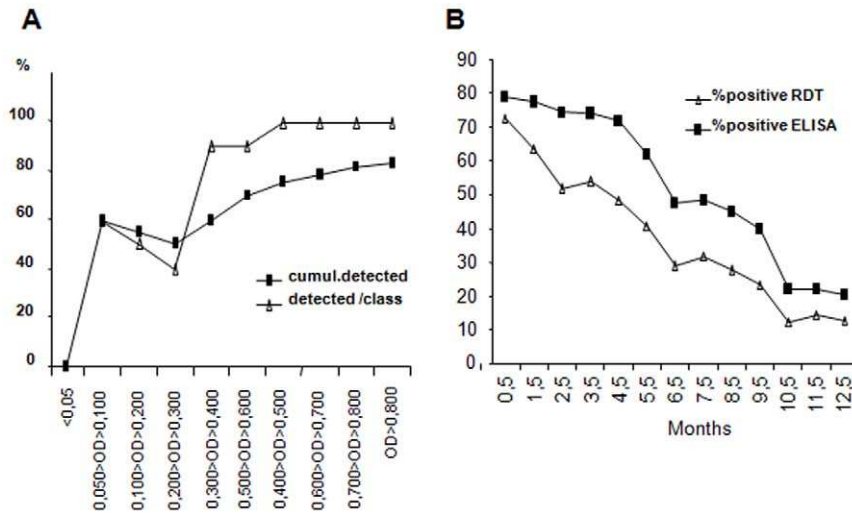 A
%
100
80
60
40
20
0
cumul.detected
detected /class
<0,05
0,050>OD>0,100
0,100>OD>0,200
0,200>OD>0,300
0,300>OD>0,400
0,500>OD>0,600
0,400>OD>0,500
0,600>OD>0,700
0,700>OD>0,800
OD>0,800
B
90
80
70
60
50
40
30
20
10
0
%positive RDT
%positive ELISA
0,5
1,5
2,5
3,5
4,5
5,5
6,5
7,5
8,5
9,5
10,5
11,5
12,5
Months